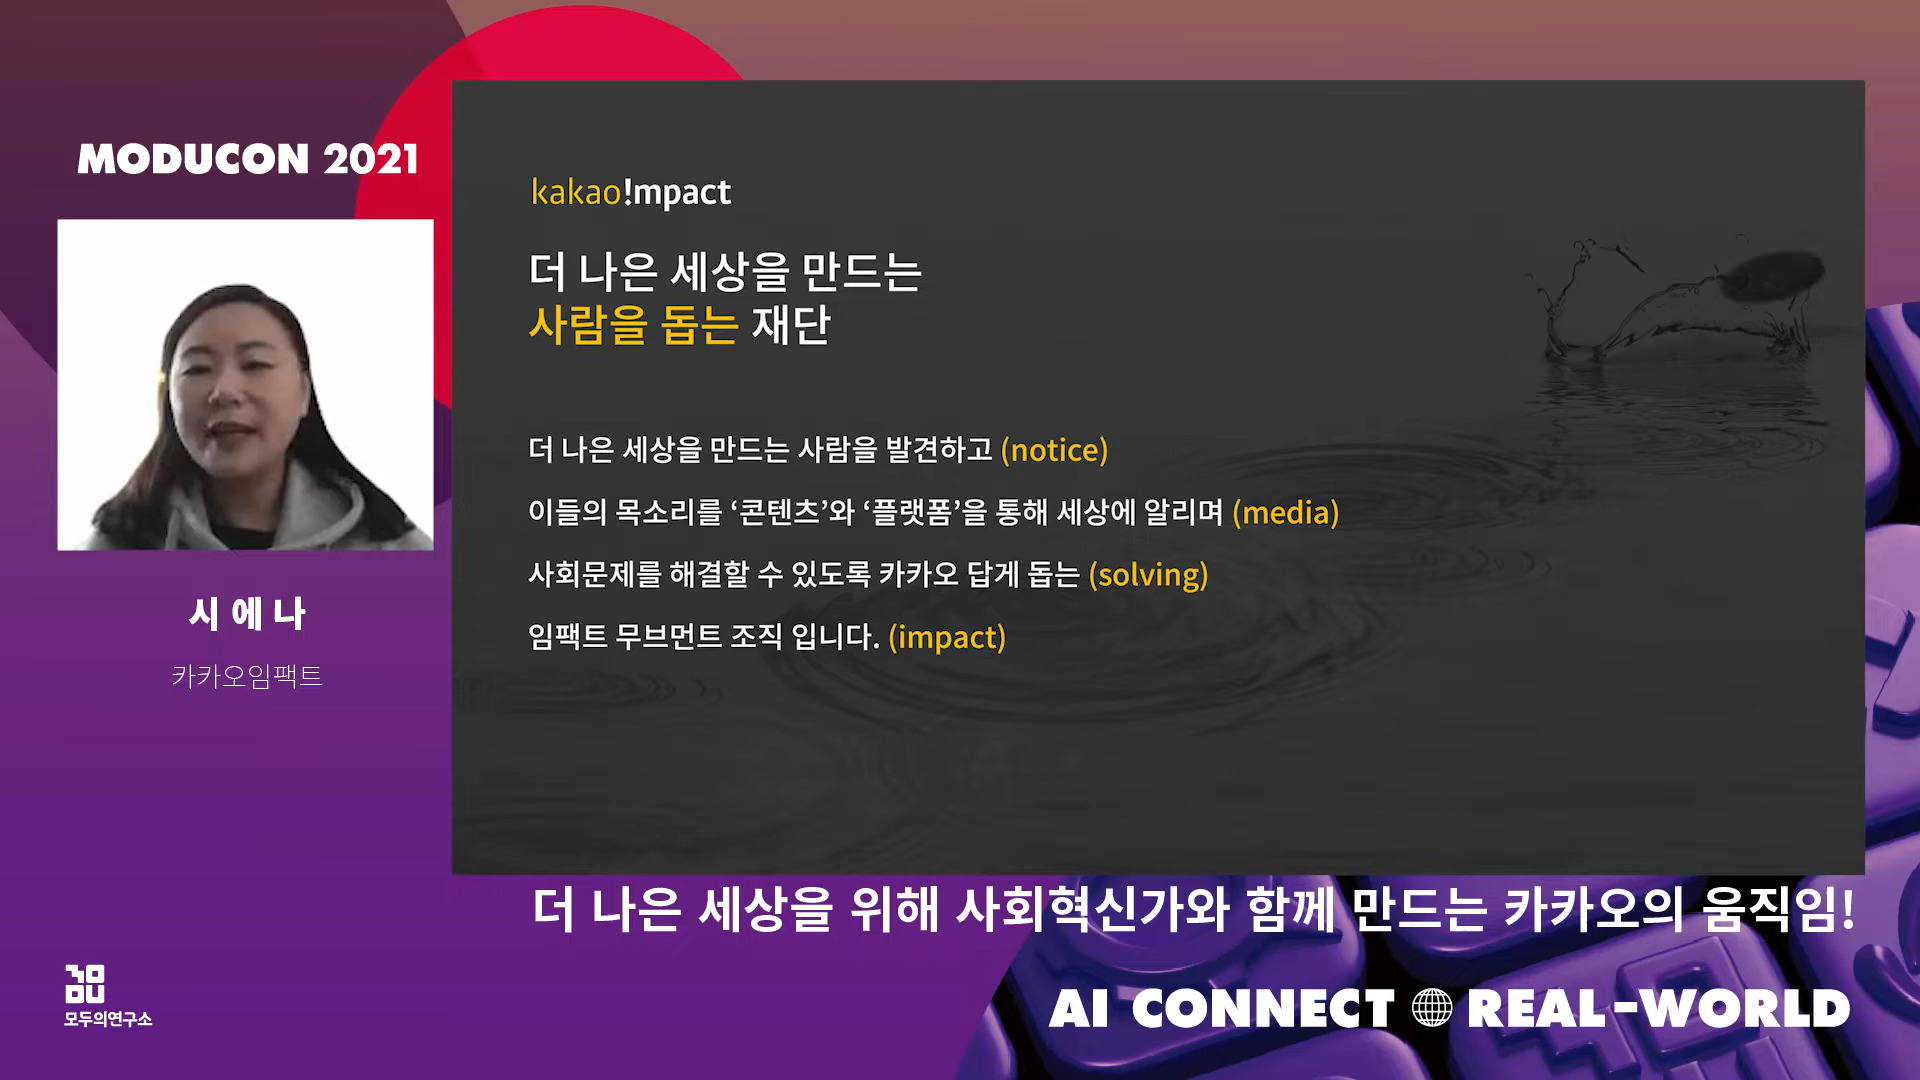 MODUCON 2021
시에나
카카오임팩트
kakao!mpact
더 나은 세상을 만드는
사람을 돕는 재단
더 나은 세상을 만드는 사람을 발견하고 (notice)
이들의 목소리를 ‘콘텐츠’와 ‘플랫폼’을 통해 세상에 알리며 (media)
사회문제를 해결할 수 있도록 카카오 답게 돕는 (solving)
임팩트 무브먼트 조직 입니다. (impact)
더 나은 세상을 위해 사회혁신가와 함께 만드는 카카오의 움직임!
모두의연구소
AI CONNECT REAL-WORLD